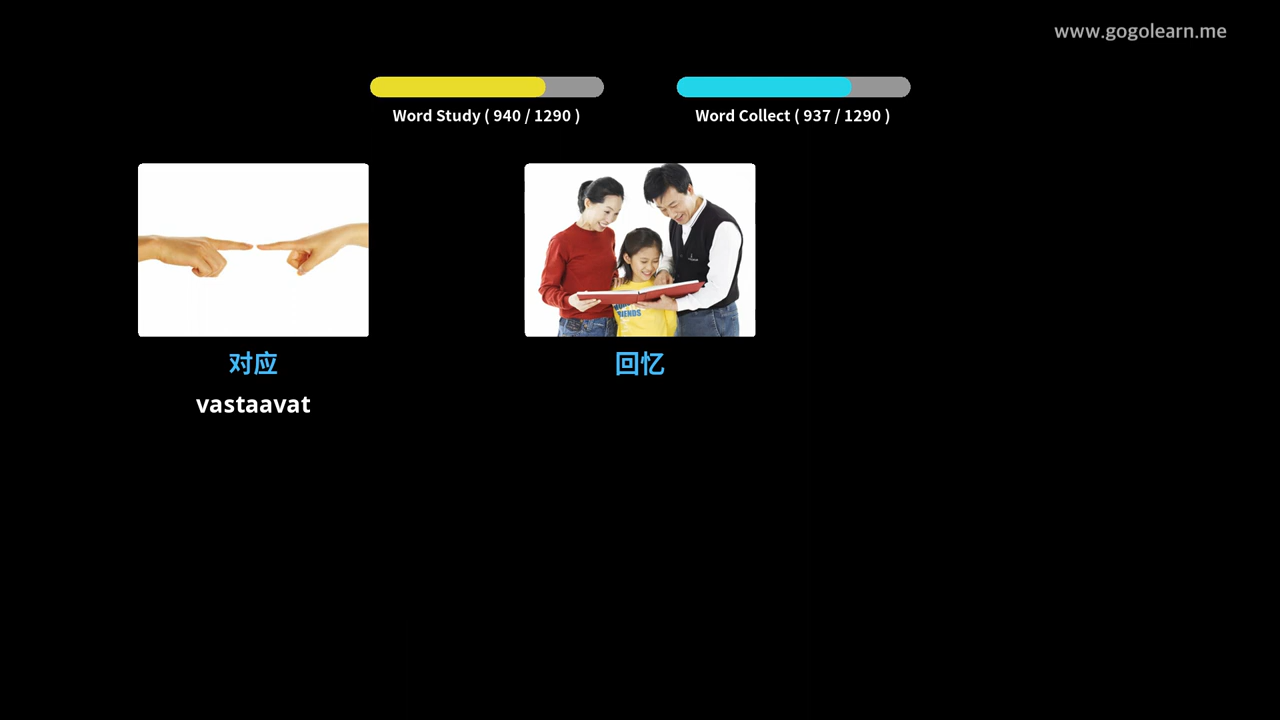 www.gogolearn.me
Word Study ( 940 / 1290 )
Word Collect ( 937 / 1290 )
对应
回忆
vastaavat